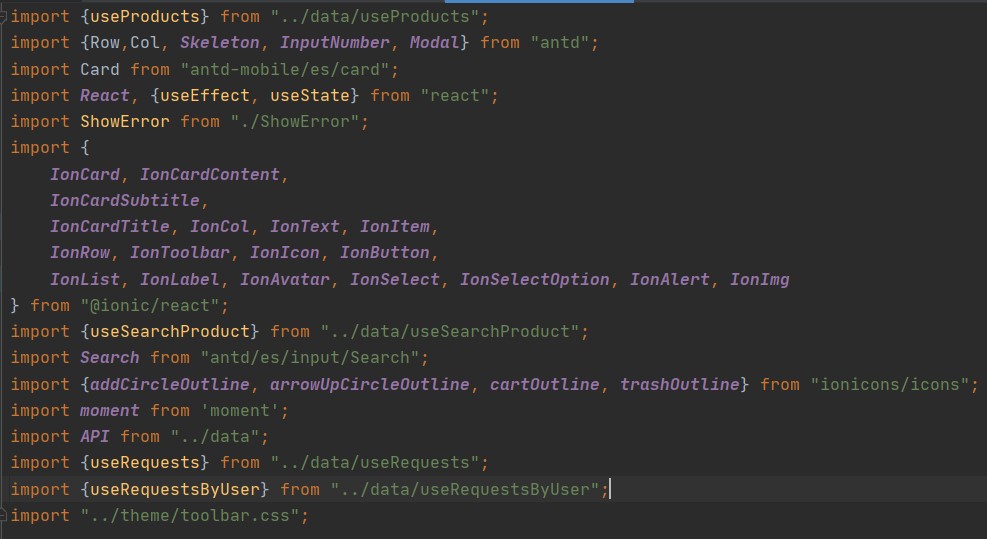 import {useProducts} from "../data/useProducts";
import {Row,Col, Skeleton, InputNumber, Modal} from "antd";
import Card from "antd-mobile/es/card";
import React, {useEffect, useState} from "react";
import ShowError from "./ShowError";
import {
    IonCard, IonCardContent,
    IonCardSubtitle,
    IonCardTitle, IonCol, IonText, IonItem,
    IonRow, IonToolbar, IonIcon, IonButton,
    IonList, IonLabel, IonAvatar, IonSelect, IonSelectOption, IonAlert, IonImg
} from "@ionic/react";
import {useSearchProduct} from "../data/useSearchProduct";
import Search from "antd/es/input/Search";
import {addCircleOutline, arrowUpCircleOutline, cartOutline, trashOutline} from "ionicons/icons";
import moment from 'moment';
import API from "../data";
import {useRequests} from "../data/useRequests";
import {useRequestsByUser} from "../data/useRequestsByUser";
import "../theme/toolbar.css";